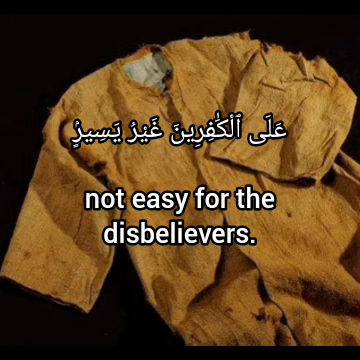 عَلَى ٱلْكَٰفِرِينَ غَيْرُ يَسِيرٍۢ
not easy for the
disbelievers.